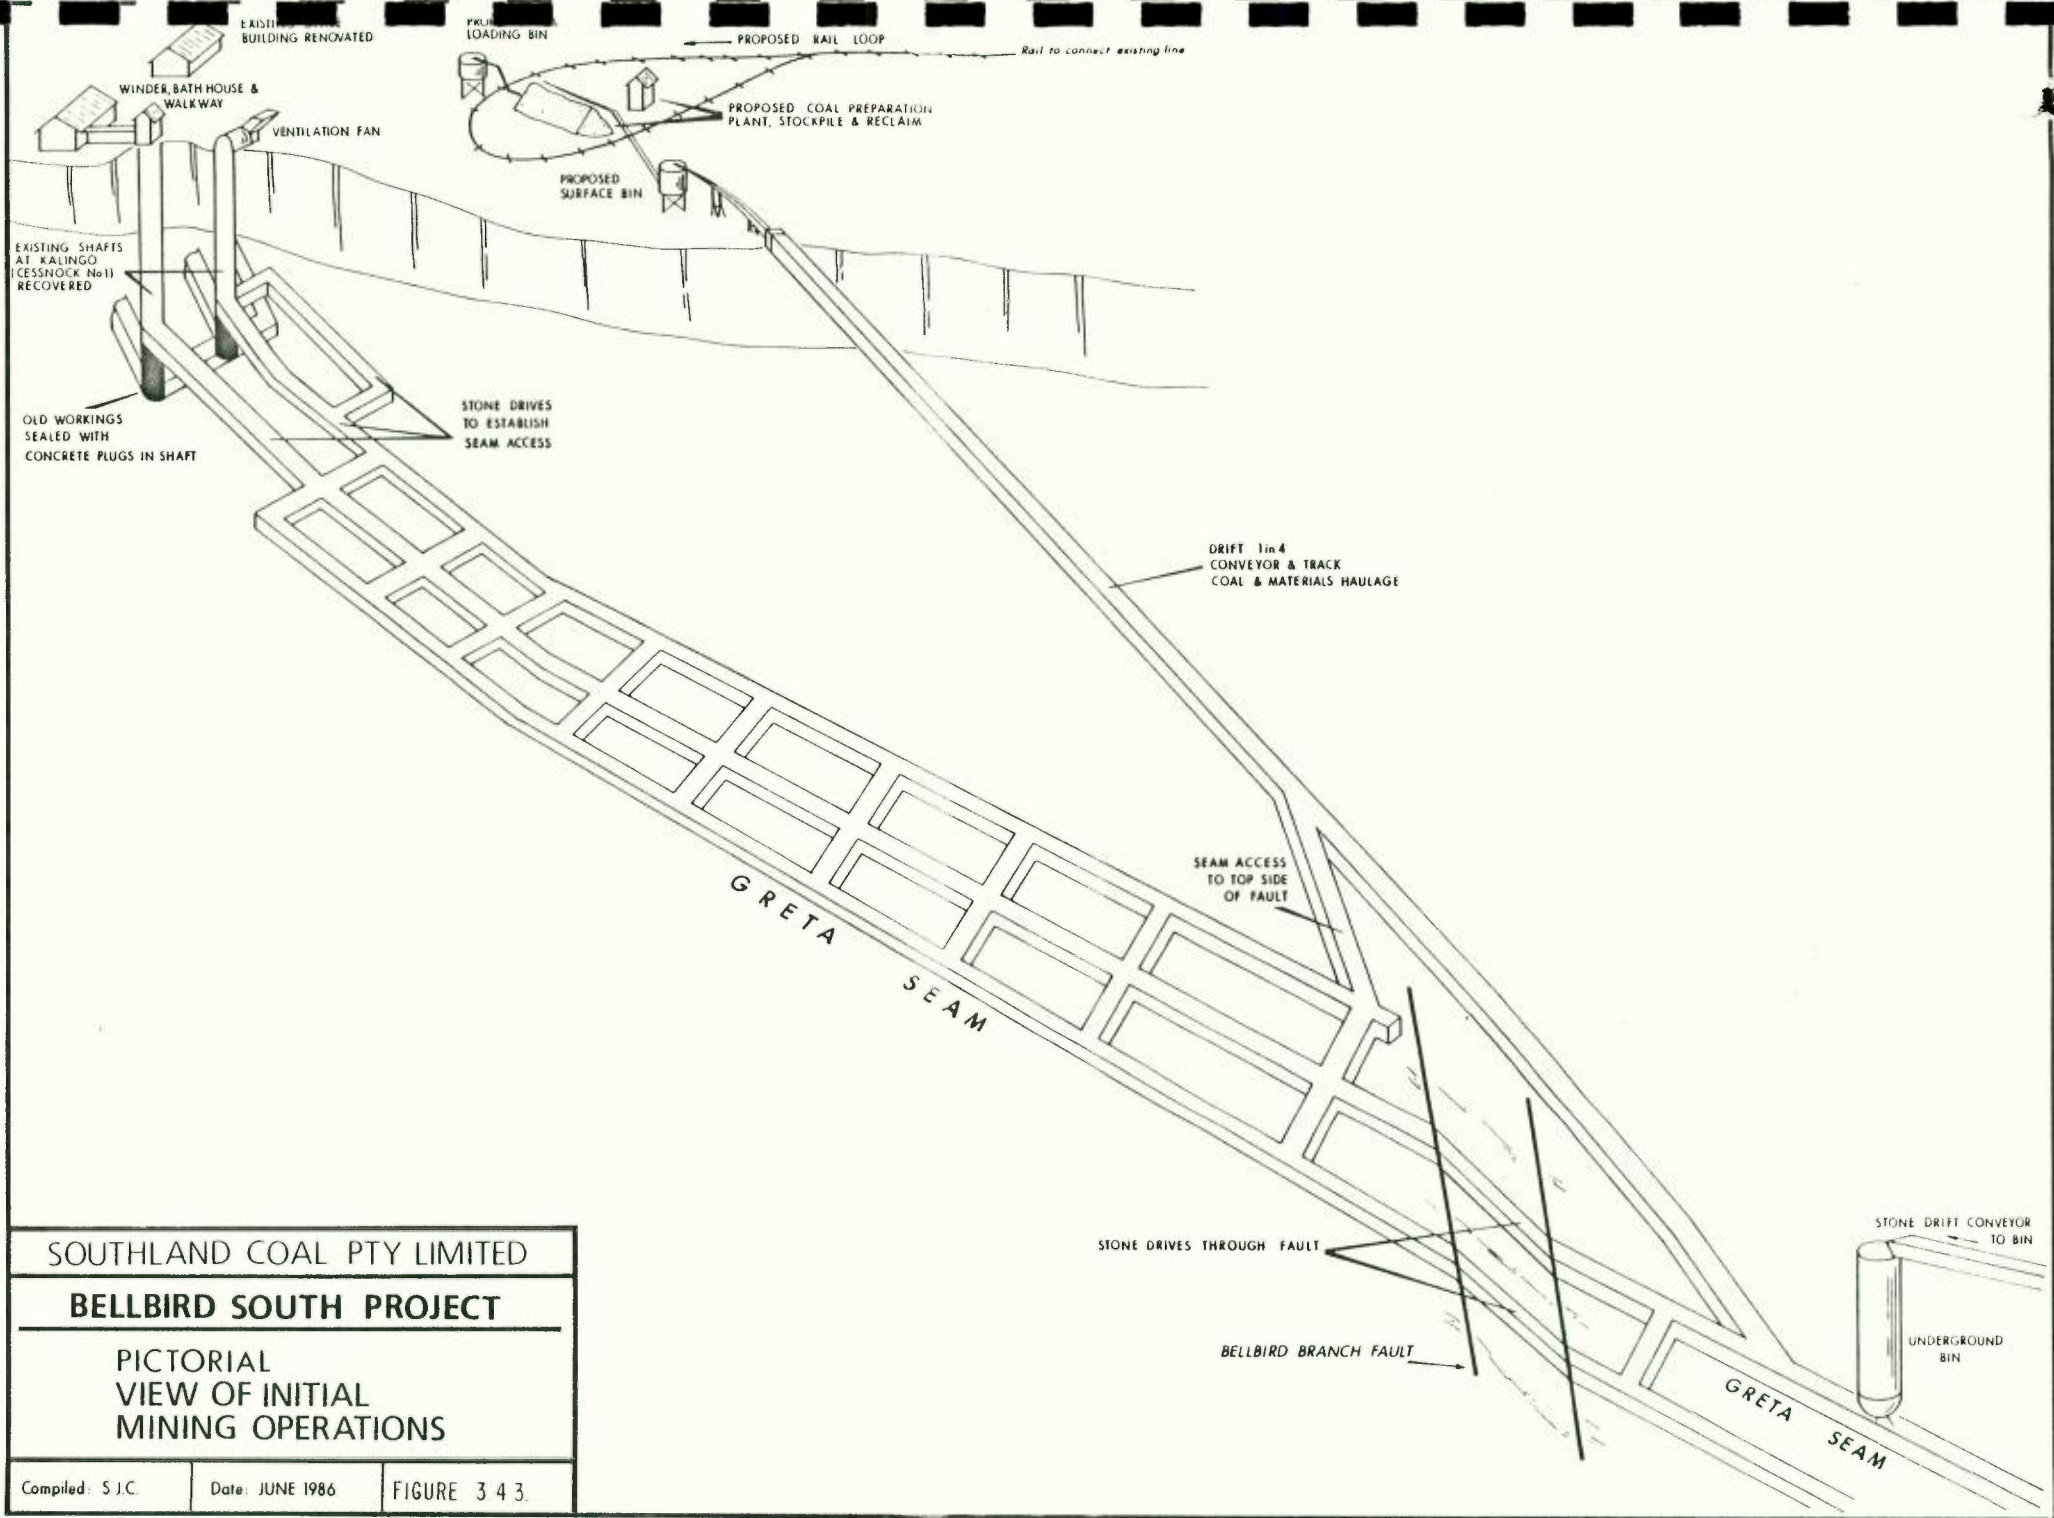 BUILDING RENOVATED
WINDER, BATH HOUSE &
WALKWAY
VENTILATION FAN
LOADING BIN
PROPOSED RAIL LOOP
Rail to connect existing line
PROPOSED COAL PREPARATION
PLANT, STOCKPILE & RECLAIM
PROPOSED
SURFACE BIN
EXISTING SHAFTS
AT KALINGO
(CESSNOCK No1)
RECOVERED
OLD WORKINGS
SEALED WITH
CONCRETE PLUGS IN SHAFT
STONE DRIVES
TO ESTABLISH
SEAM ACCESS
DRIFT 1in4
CONVEYOR & TRACK
COAL & MATERIALS HAULAGE
SEAM ACCESS
TO TOP SIDE
OF FAULT
GRETA SEAM
STONE DRIVES THROUGH FAULT
BELLBIRD BRANCH FAULT
STONE DRIFT CONVEYOR
TO BIN
UNDERGROUND
BIN
GRETA SEAM
SOUTHLAND COAL PTY LIMITED
BELLBIRD SOUTH PROJECT
PICTORIAL
VIEW OF INITIAL
MINING OPERATIONS
Compiled: S.J.C.
Date: JUNE 1986
FIGURE 3 4 3.